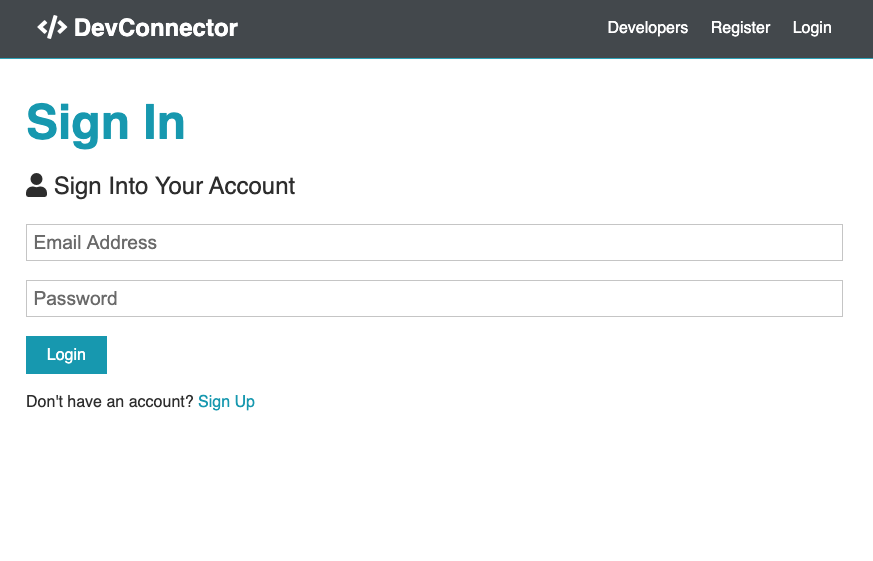 </> DevConnector Developers Register Login
Sign In
Sign Into Your Account
Email Address
Password
Login
Don't have an account? Sign Up